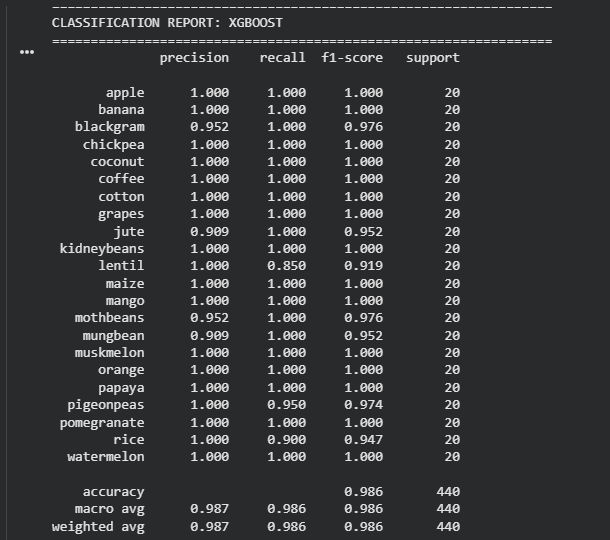 CLASSIFICATION REPORT: XGBOOST
precision recall f1-score support
apple 1.000 1.000 1.000 20
banana 1.000 1.000 1.000 20
blackgram 0.952 1.000 0.976 20
chickpea 1.000 1.000 1.000 20
coconut 1.000 1.000 1.000 20
coffee 1.000 1.000 1.000 20
cotton 1.000 1.000 1.000 20
grapes 1.000 1.000 1.000 20
jute 0.909 1.000 0.952 20
kidneybeans 1.000 1.000 1.000 20
lentil 1.000 0.850 0.919 20
maize 1.000 1.000 1.000 20
mango 1.000 1.000 1.000 20
mothbeans 0.952 1.000 0.976 20
mungbean 0.909 1.000 0.952 20
muskmelon 1.000 1.000 1.000 20
orange 1.000 1.000 1.000 20
papaya 1.000 1.000 1.000 20
pigeonpeas 1.000 0.950 0.974 20
pomegranate 1.000 1.000 1.000 20
rice 1.000 0.900 0.947 20
watermelon 1.000 1.000 1.000 20
accuracy 0.986 440
macro avg 0.987 0.986 0.986 440
weighted avg 0.987 0.986 0.986 440